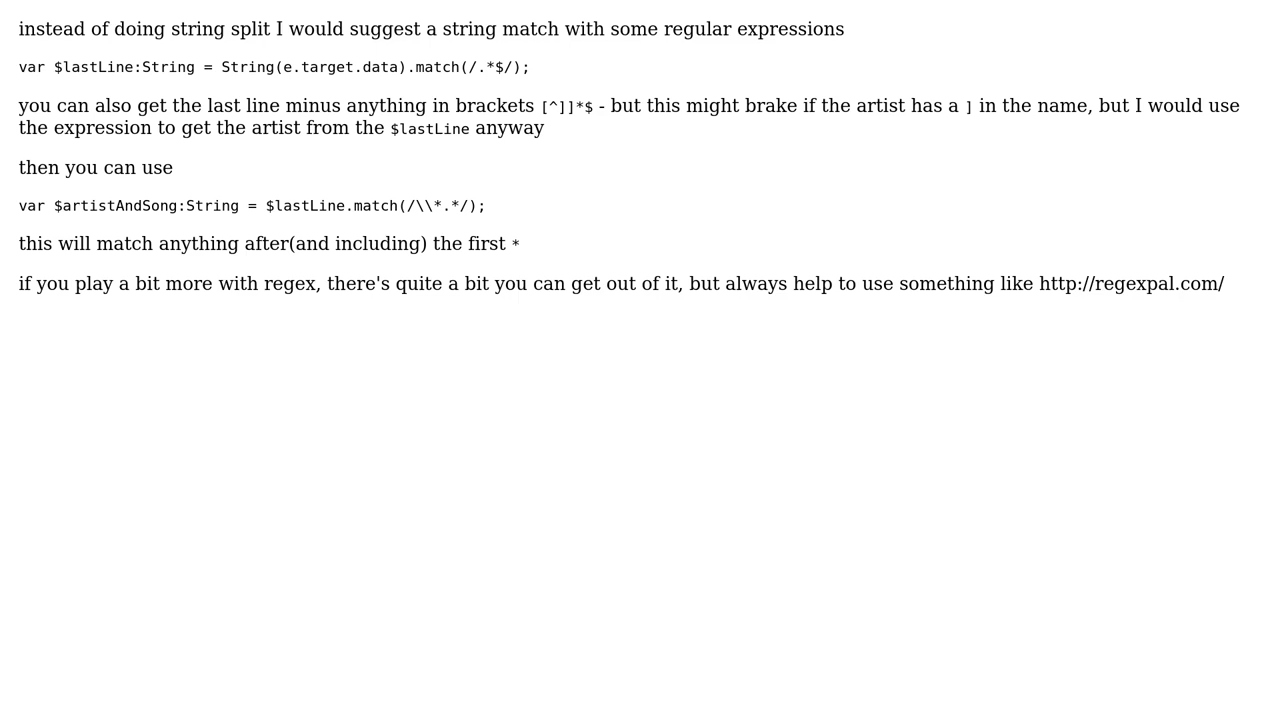 instead of doing string split I would suggest a string match with some regular expressions
var $lastLine:String = String(e.target.data).match(/.*$/);
you can also get the last line minus anything in brackets [^]]*$ - but this might brake if the artist has a ] in the name, but I would use
the expression to get the artist from the $lastLine anyway
then you can use
var $artistAndSong:String = $lastLine.match(/\\*.*/);
this will match anything after(and including) the first *
if you play a bit more with regex, there's quite a bit you can get out of it, but always help to use something like http://regexpal.com/